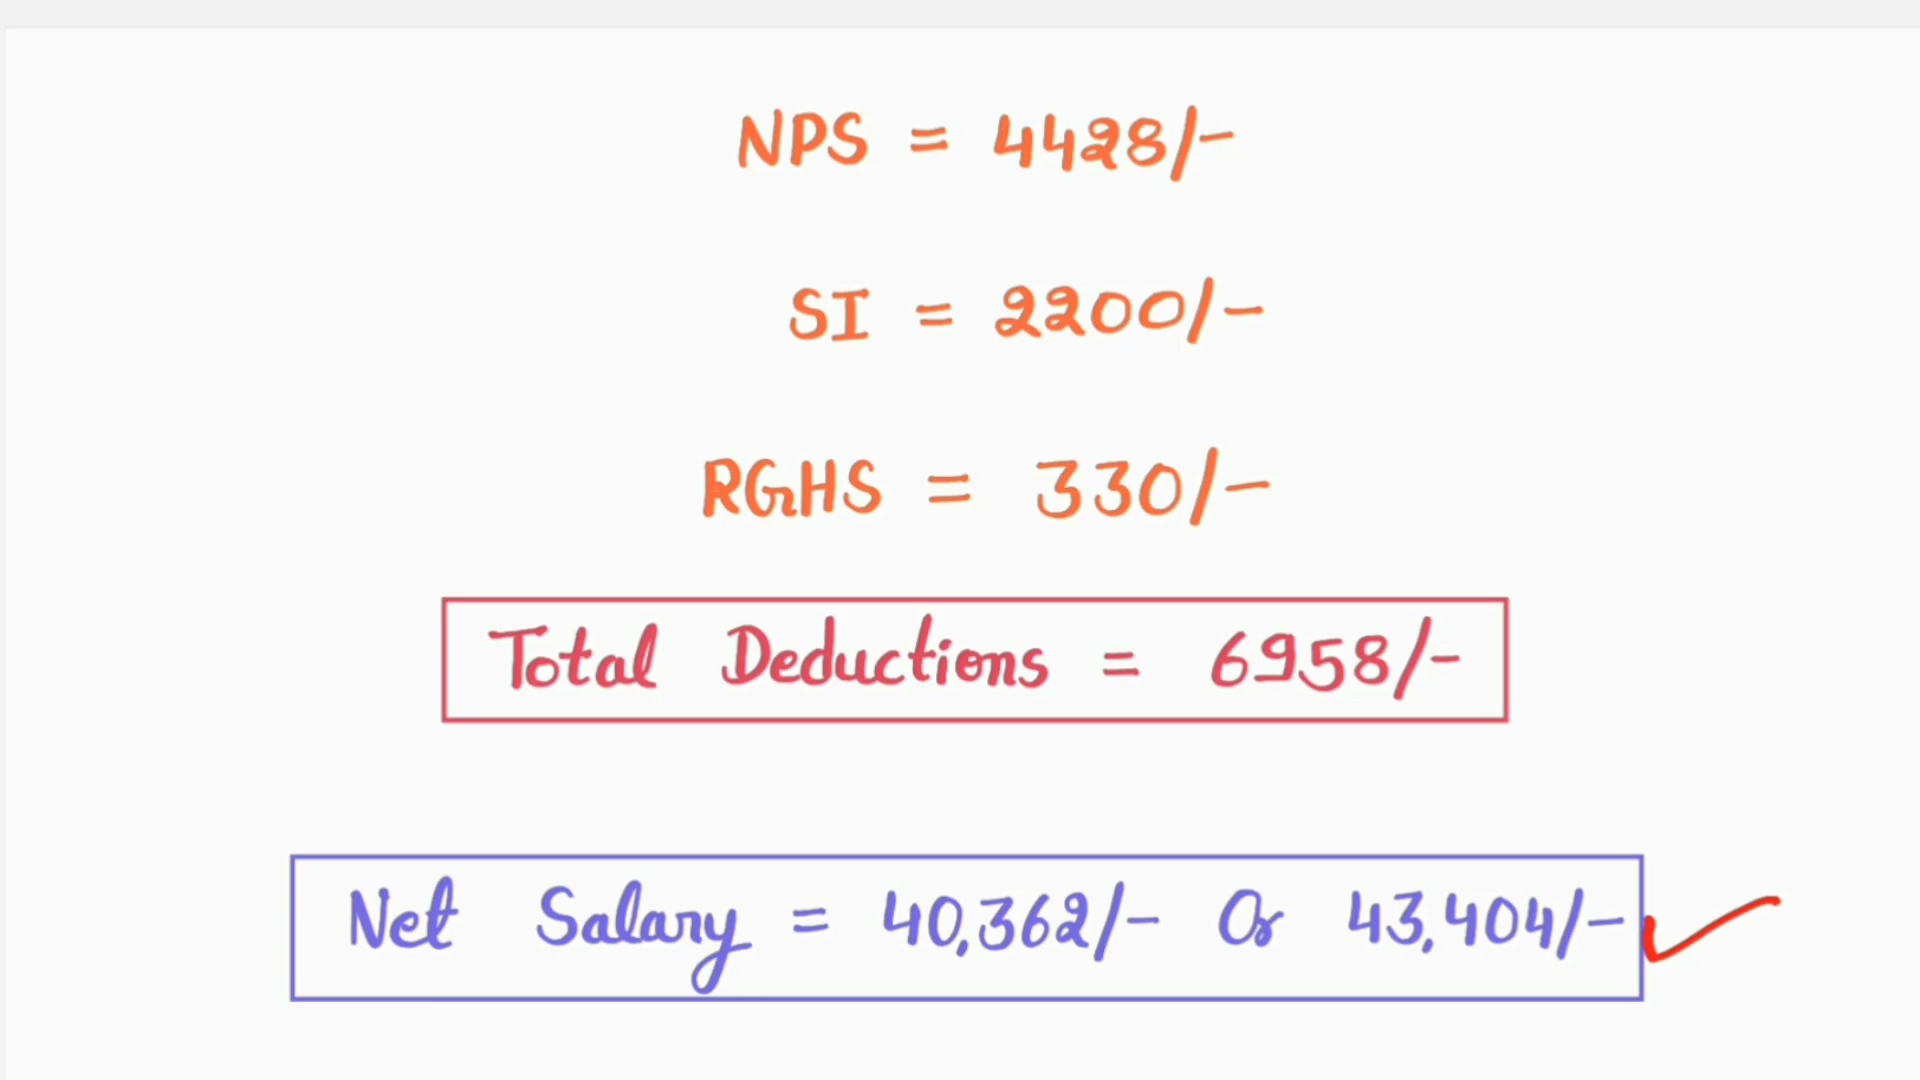 NPS = 4428/-
SI = 2200/-
RGHS = 330/-
Total Deductions = 6958/-
Net Salary = 40,362/- Or 43,404/-